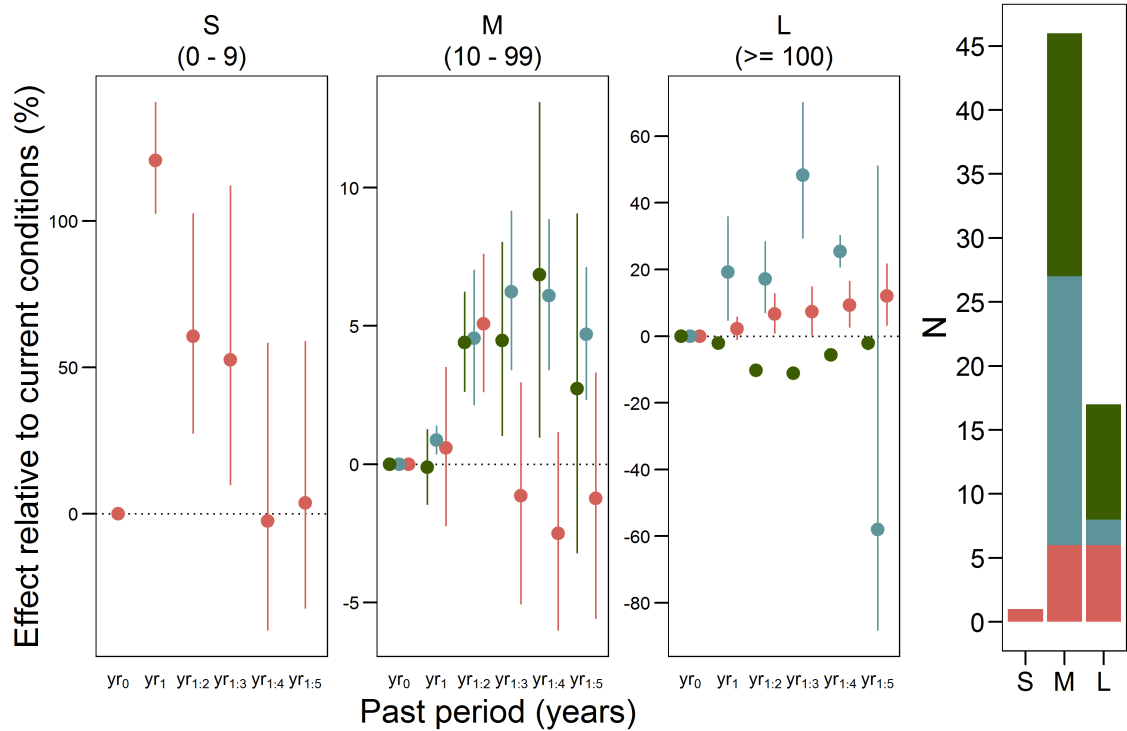 S
(0 - 9)
M
(10 - 99)
L
(>= 100)
Effect relative to current conditions (%)
100
50
0
10
5
0
-5
60
40
20
0
-20
-40
-60
-80
N
45
40
35
30
25
20
15
10
5
0
yr₀ yr₁ yr₁:₂ yr₁:₃ yr₁:₄ yr₁:₅
yr₀ yr₁ yr₁:₂ yr₁:₃ yr₁:₄ yr₁:₅
yr₀ yr₁ yr₁:₂ yr₁:₃ yr₁:₄ yr₁:₅
S M L
Past period (years)